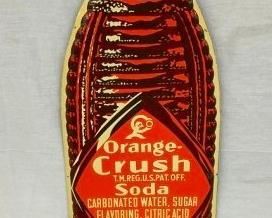 Orange-
Crush
T.M. REG. U.S. PAT. OFF.
Soda
CARBONATED WATER, SUGAR
FLAVORING, CITRIC ACID